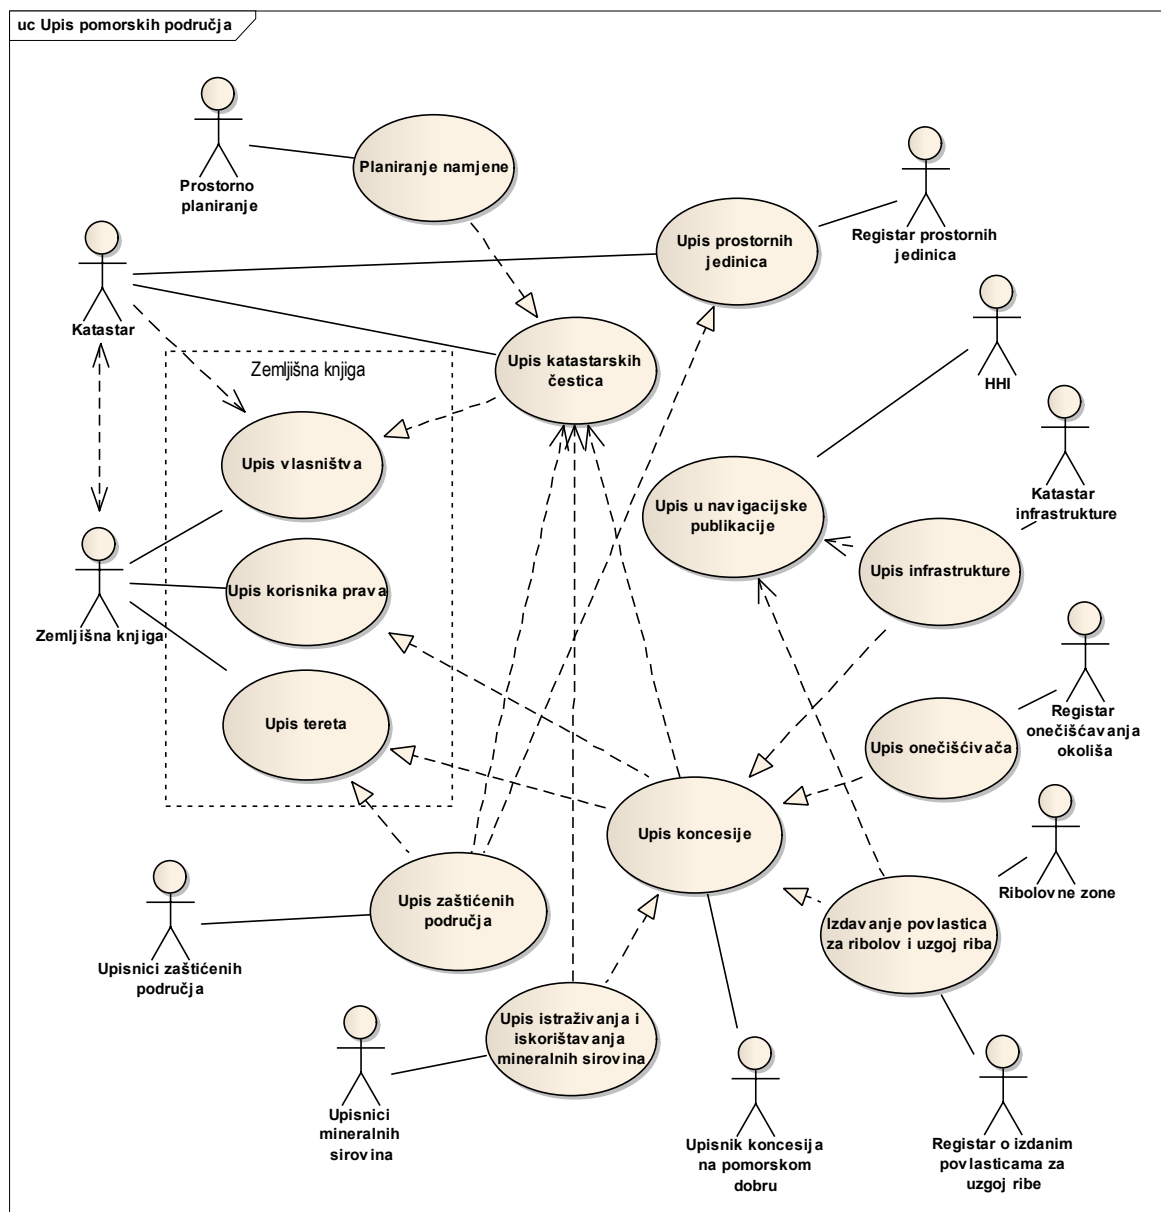 uc Upis pomorskih područja
Prostorno
planiranje
Planiranje namjene
Registar prostornih
jedinica
Upis prostornih
jedinica
Katastar
HHI
Zemljišna knjiga
Upis katastarskih
čestica
Upis vlasništva
Katastar
infrastrukture
Upis u navigacijske
publikacije
Upis infrastrukture
Upis korisnika prava
Zemljišna knjiga
Upis tereta
Registar
onečišćavanja
okoliša
Upis onečišćivača
Upis koncesije
Ribolovne zone
Upis zaštićenih
područja
Izdavanje povlastica
za ribolov i uzgoj riba
Upisnici zaštićenih
područja
Upis istraživanja i
iskorištavanja
mineralnih sirovina
Upisnici
mineralnih
sirovina
Upisnik koncesija
na pomorskom
dobru
Registar o izdanim
povlasticama za
uzgoj ribe